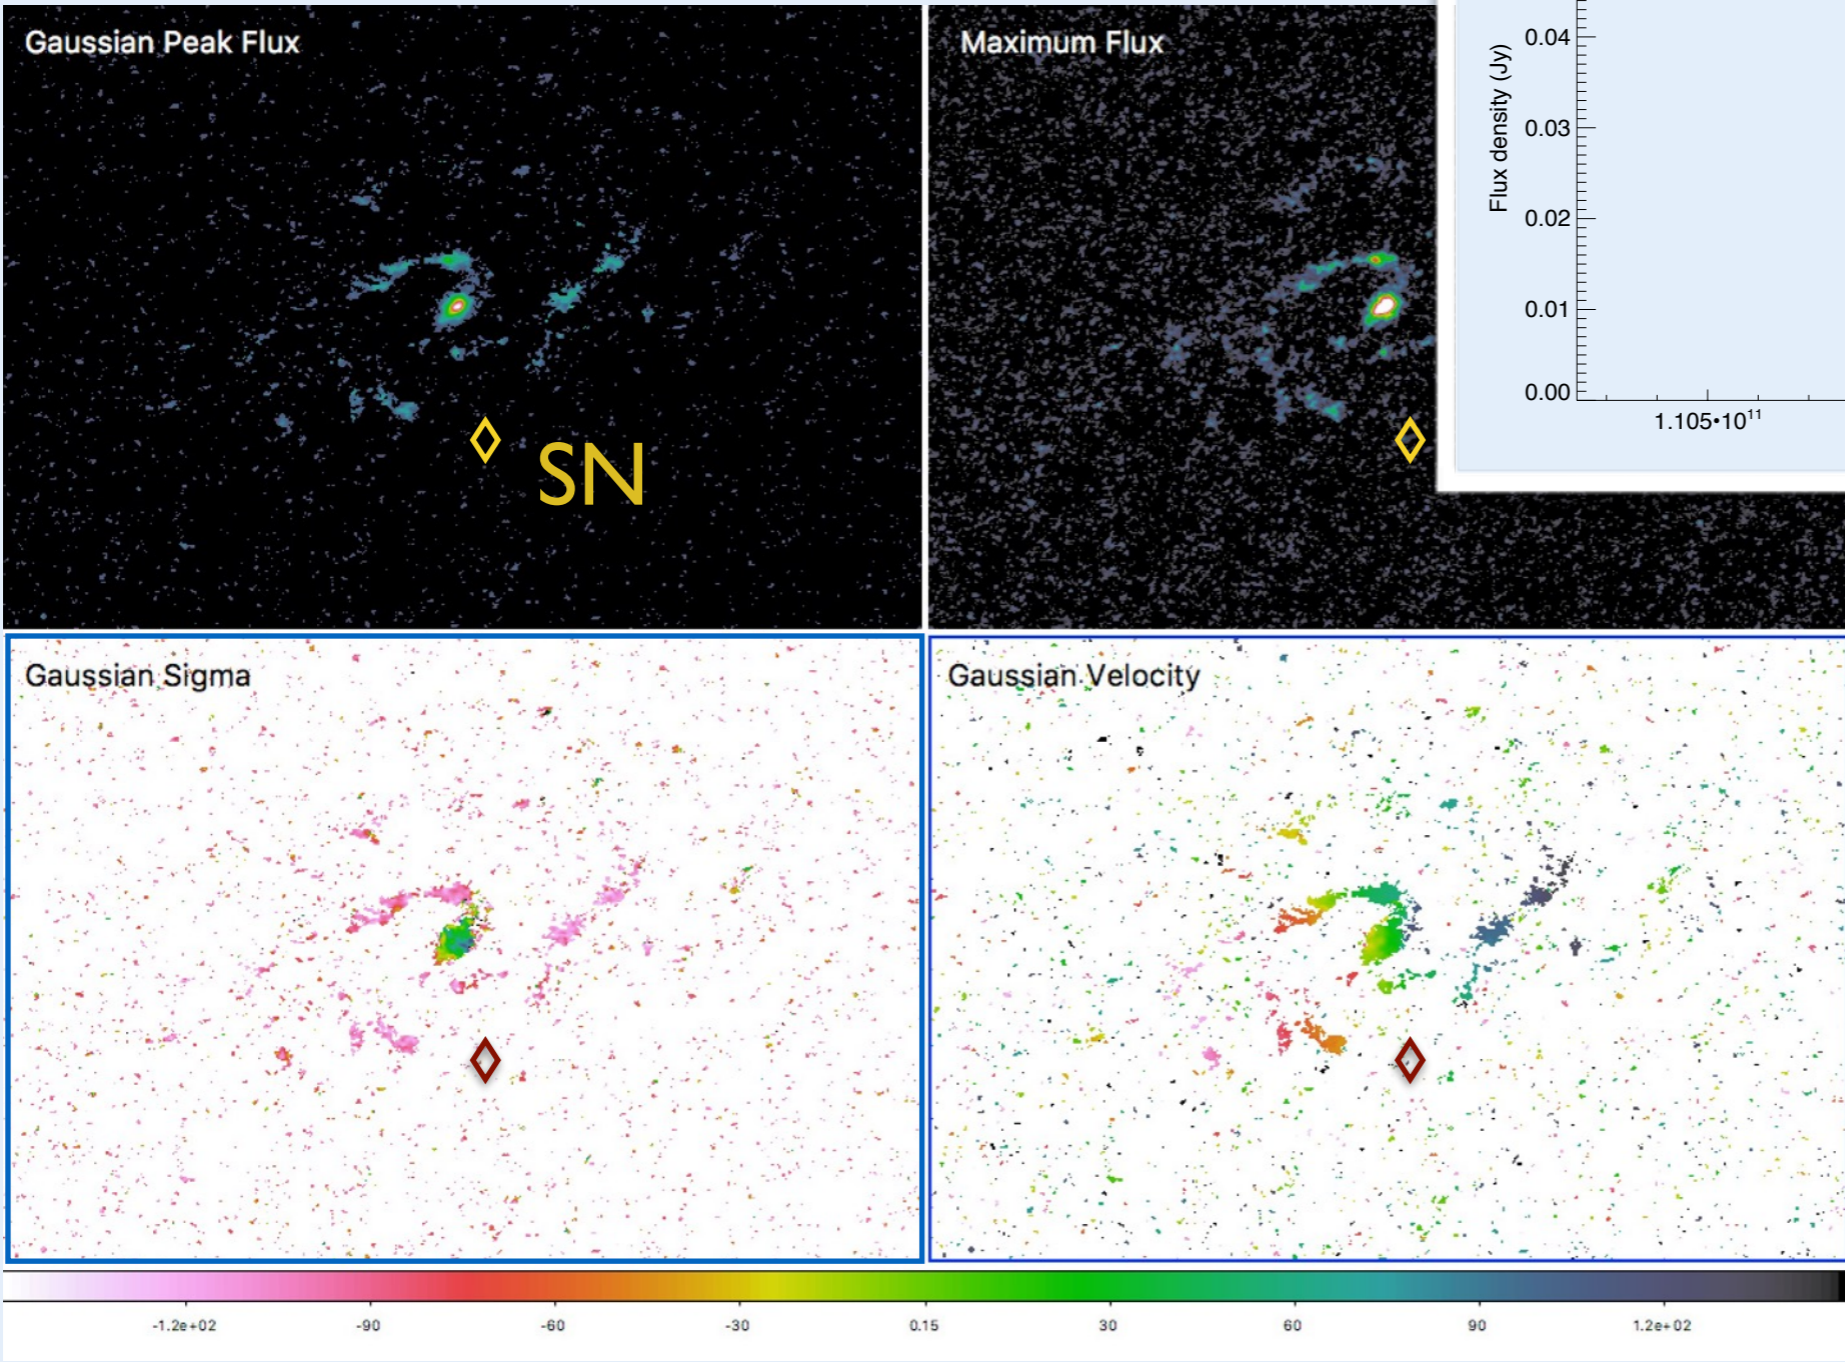 Gaussian Peak Flux
Maximum Flux
Flux density (Jy)
0.04
0.03
0.02
0.01
0.00
1.105•10¹¹
SN
Gaussian Sigma
Gaussian Velocity
-1.2e+02 -90 -60 -30 0.15 30 60 90 1.2e+02